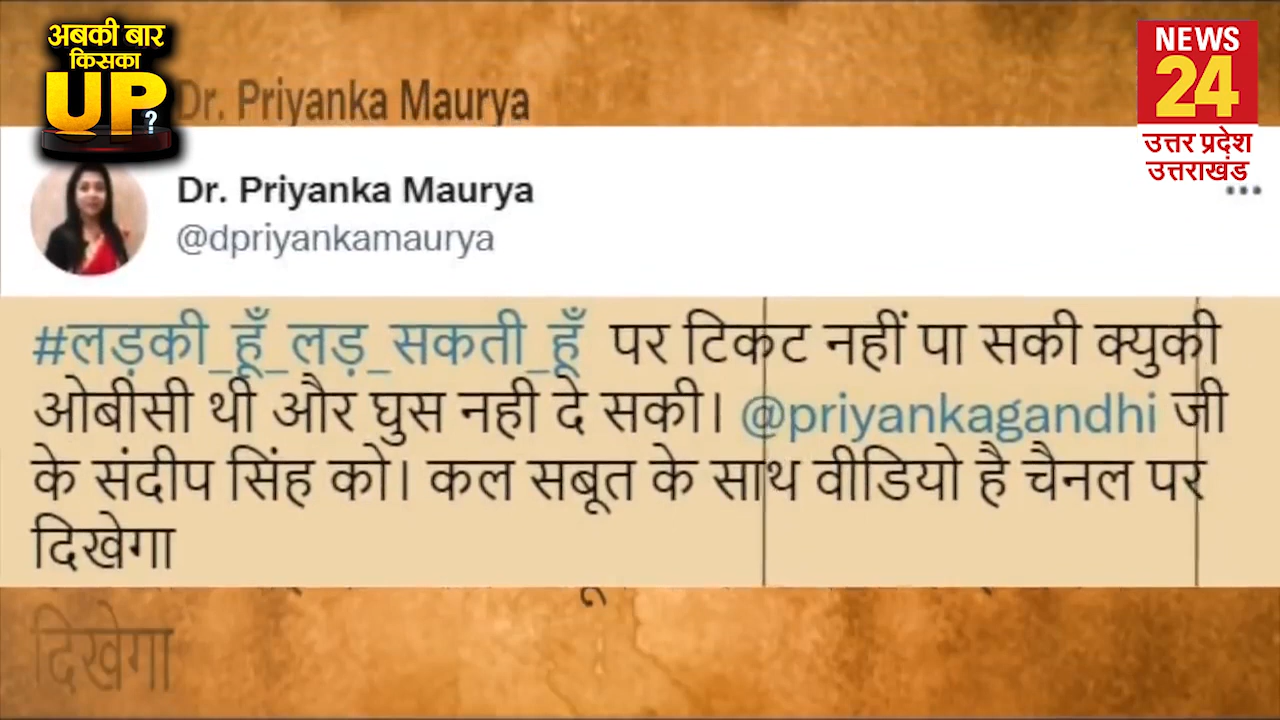 अबकी बार
किसका
UP?
NEWS
24
उत्तर प्रदेश
उत्तराखंड
Dr. Priyanka Maurya
Dr. Priyanka Maurya
@dpriyankamaurya
#लड़की_हूँ_लड़_सकती_हूँ पर टिकट नहीं पा सकी क्युकी
ओबीसी थी और घुस नही दे सकी। @priyankagandhi जी
के संदीप सिंह को। कल सबूत के साथ वीडियो है चैनल पर
दिखेगा
दिखेगा